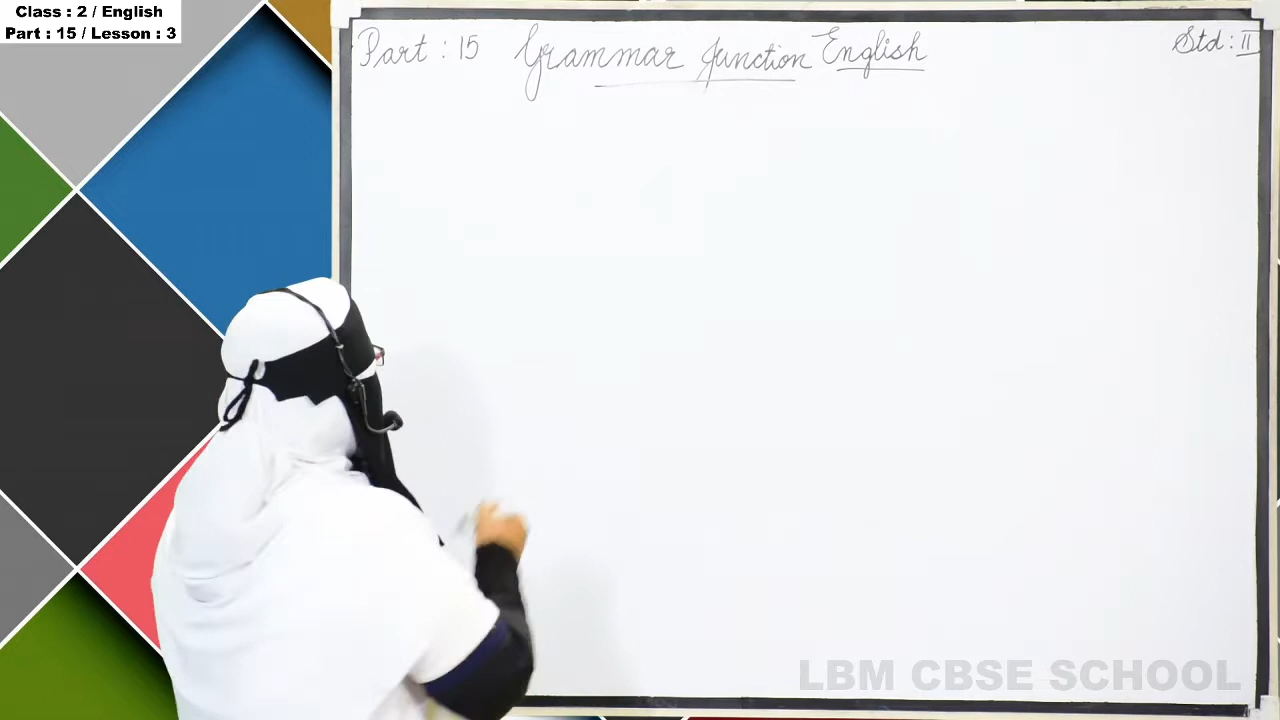 Class : 2 / English
Part : 15 / Lesson : 3
Part : 15 Grammar Junction English Std : II
LBM CBSE SCHOOL